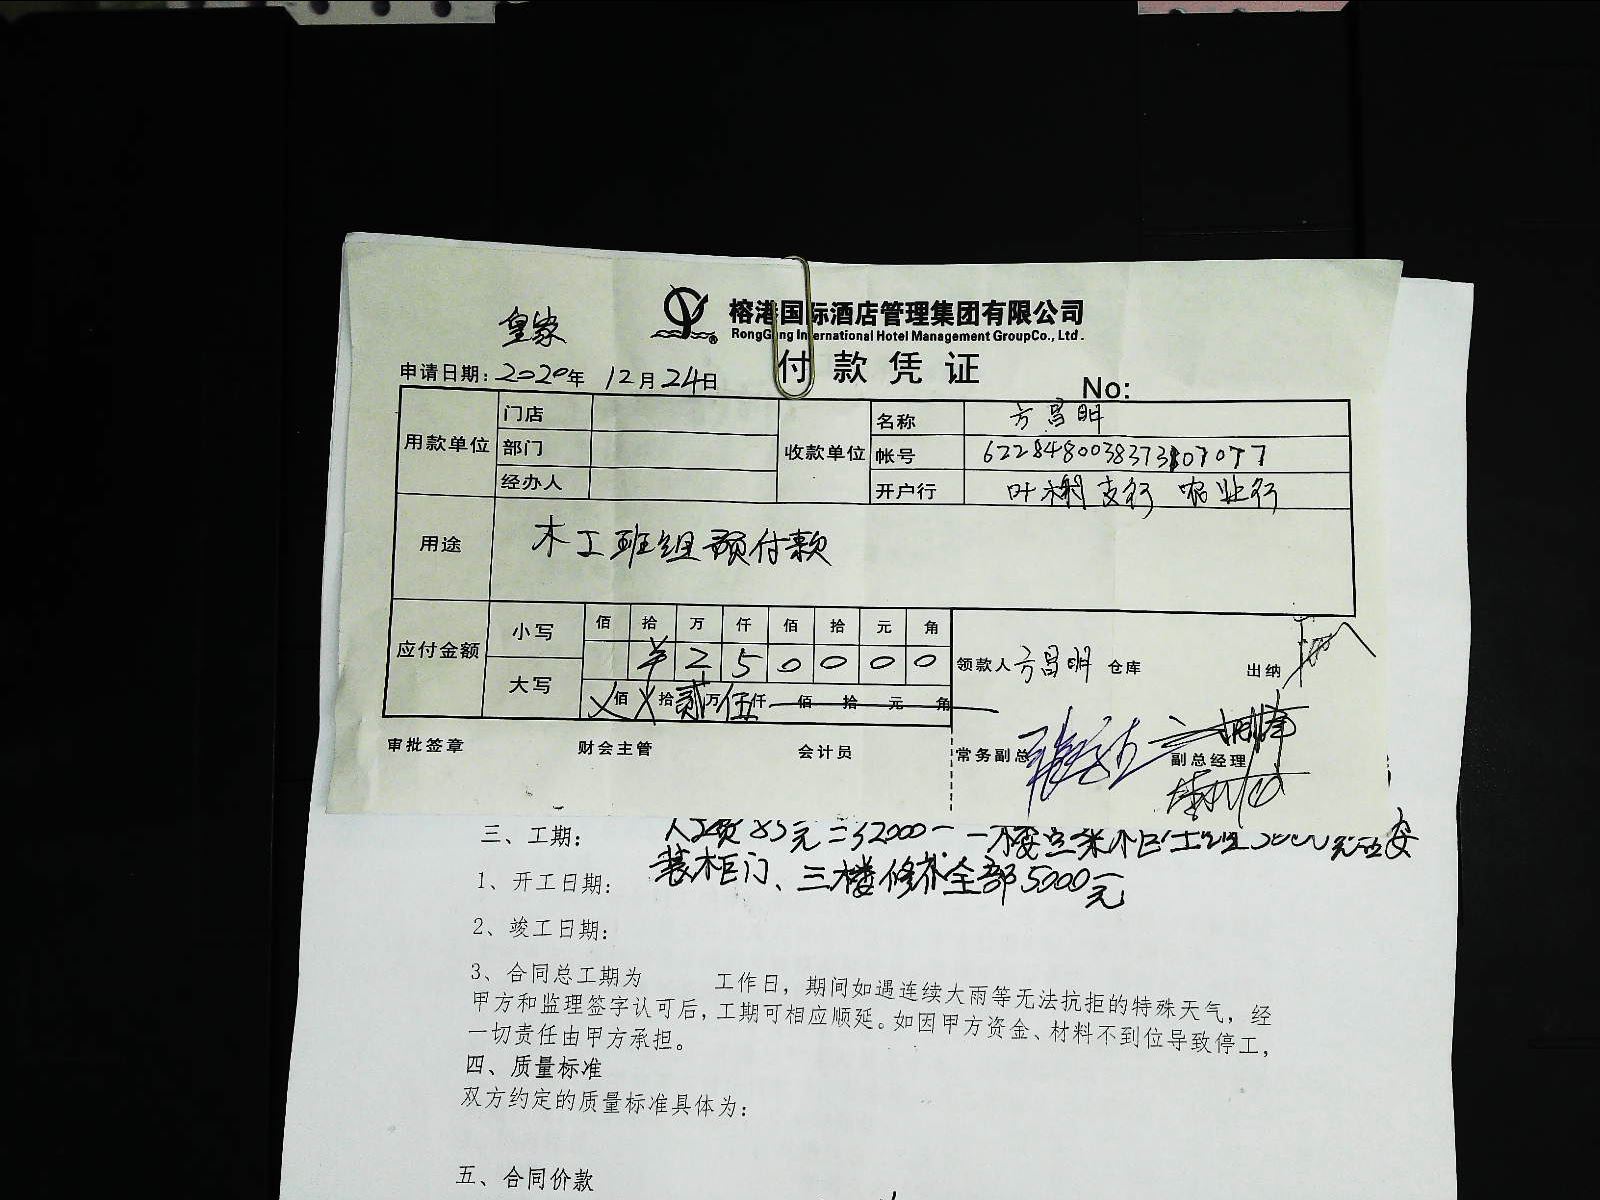 皇家
榕港国际酒店管理集团有限公司
RongGang International Hotel Management GroupCo., Ltd.
付款凭证
申请日期:2020年12月24日
No:
用款单位 门店 收款单位 名称 方昌明
部门 帐号 6228480038373107077
经办人 开户行 叶榭支行 农业行
用途 木工班组预付款
应付金额 小写 佰 拾 万 仟 佰 拾 元 角
¥ 2 5 0 0 0 0
大写 乂佰乂拾贰万伍仟 佰 拾 元 角
领款人 方昌明 仓库 出纳
审批签章 财会主管 会计员 常务副总 副总经理
三、工期:
人工费85元=32000
装柜门、三楼修补全部5000元
1、开工日期:
2、竣工日期:
3、合同总工期为 工作日,期间如遇连续大雨等无法抗拒的特殊天气,经
甲方和监理签字认可后,工期可相应顺延。如因甲方资金、材料不到位导致停工,
一切责任由甲方承担。
四、质量标准
双方约定的质量标准具体为:
五、合同价款